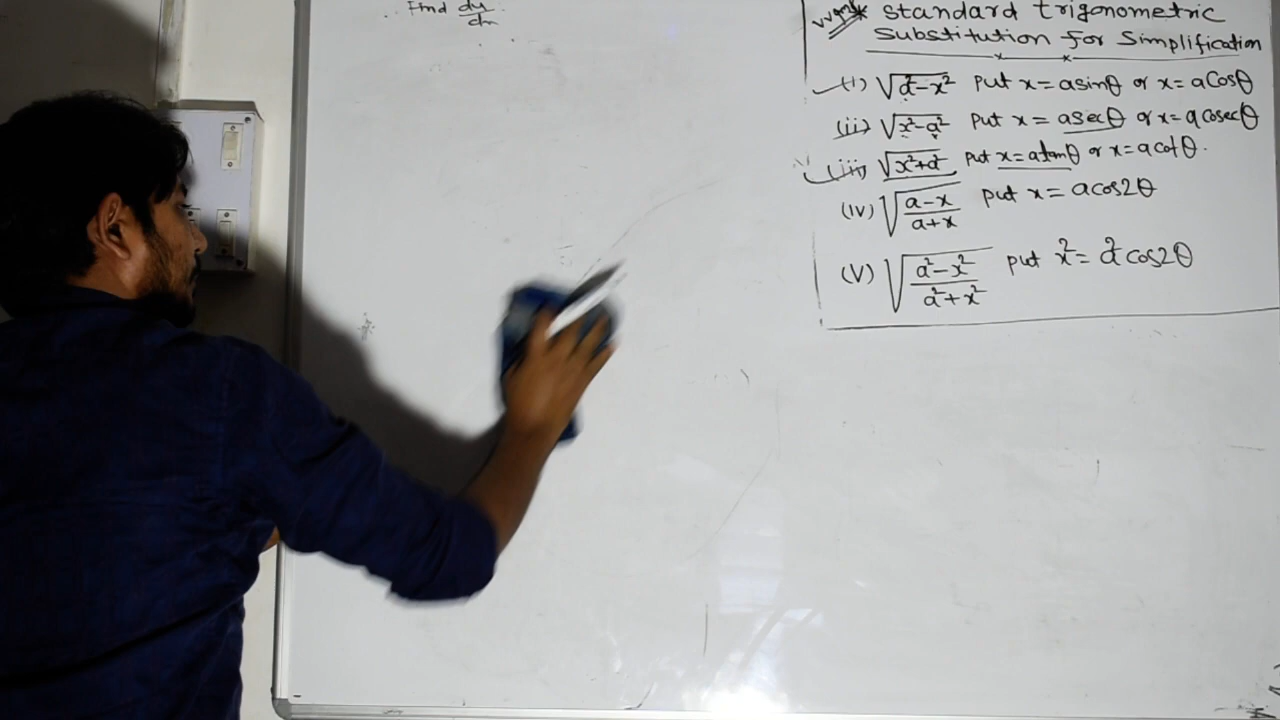 Find dy/dx
Standard trigonometric
Substitution for Simplification
(i) √a²-x² put x = asinθ or x = aCosθ
(ii) √x²-a² put x = asecθ or x = acosecθ
(iii) √x²+a² put x = atanθ or x = acotθ.
(iv) √a-x/a+x put x = acos2θ
(v) √a²-x²/a²+x² put x² = a²cos2θ